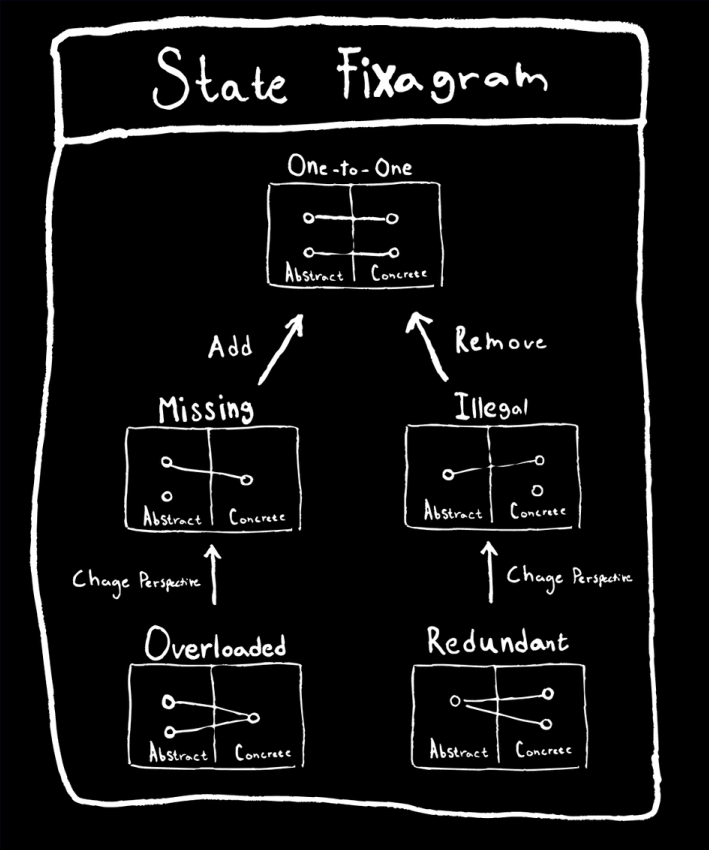 State Fixagram
One-to-One
Abstract Concrete
Add
Remove
Missing
Illegal
Abstract Concrete
Abstract Concrete
Chage Perspective
Chage Perspective
Overloaded
Redundant
Abstract Concrete
Abstract Concrete